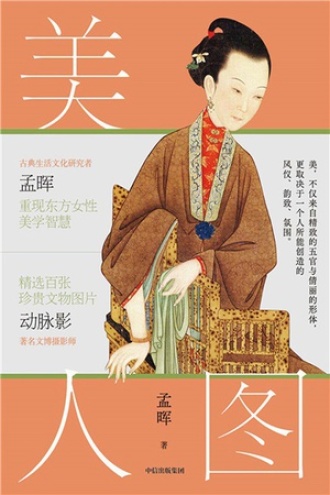 美
人
图
古典生活文化研究者
孟晖
重现东方女性
美学智慧
精选百张
珍贵文物图片
动脉影
著名文博摄影师
美，不仅来自精致的五官与倩丽的形体，
更取决于一个人所能创造的
风仪、韵致、氛围。
孟晖
著
中信出版集团